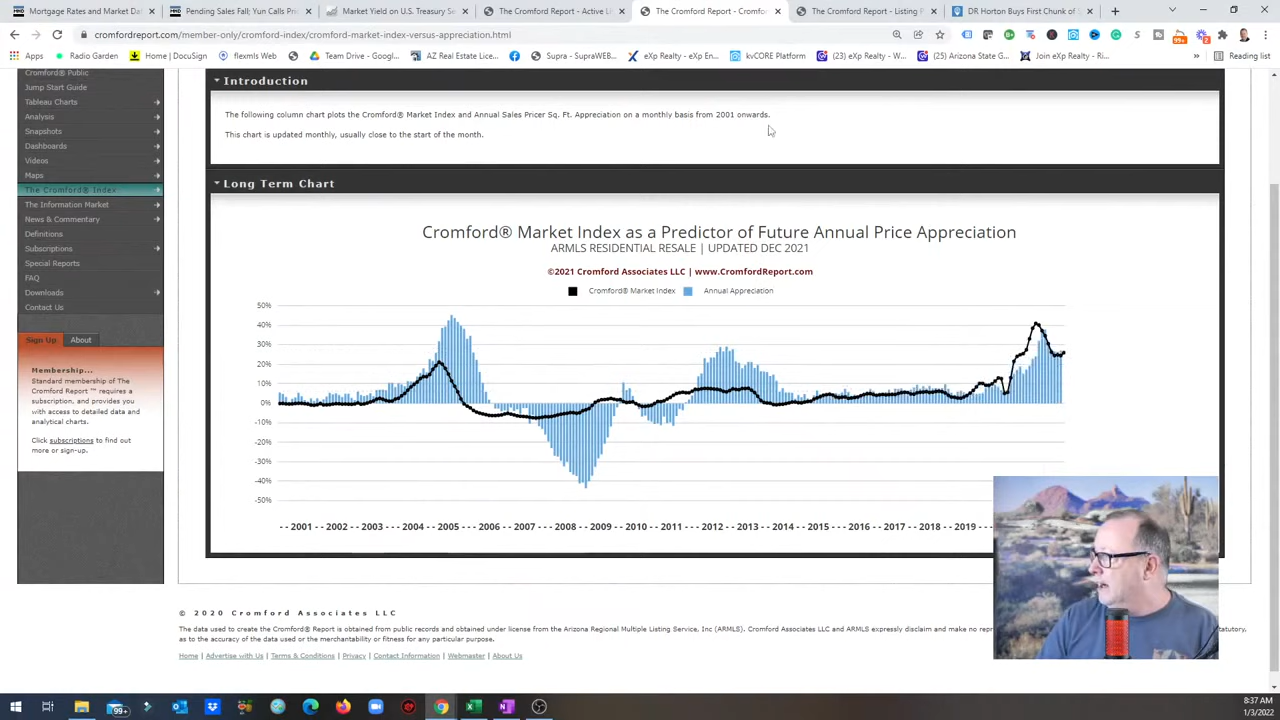 Mortgage Rates and Market Dat
Pending Sales Fall; Yun Calls Pre
Market Yield on U.S. Treasury Se
The Cromford Report - Active Li
The Cromford Report - Cromfo
The Cromford Report - Listing P
DR Horton Buys First Chunk of S
cromfordreport.com/member-only/cromford-index/cromford-market-index-versus-appreciation.html
Apps
Radio Garden
Home | DocuSign
flexmls Web
Team Drive - Googl...
AZ Real Estate Lice...
Supra - SupraWEB...
eXp Realty - My eX...
kvCORE Platform
(23) eXp Realty - W...
(25) Arizona State G...
Join eXp Realty - Ri...
Reading list
Cromford® Public
Jump Start Guide
Tableau Charts
Analysis
Snapshots
Dashboards
Videos
Maps
The Cromford® Index
The Information Market
News & Commentary
Definitions
Subscriptions
Special Reports
FAQ
Downloads
Contact Us
Sign Up
About
Membership...
Standard membership of The
Cromford Report ™ requires a
subscription, and provides you
with access to detailed data and
analytical charts.
Click subscriptions to find out
more or sign-up.
Introduction
The following column chart plots the Cromford® Market Index and Annual Sales Pricer Sq. Ft. Appreciation on a monthly basis from 2001 onwards.
This chart is updated monthly, usually close to the start of the month.
Long Term Chart
Cromford® Market Index as a Predictor of Future Annual Price Appreciation
ARMLS RESIDENTIAL RESALE | UPDATED DEC 2021
©2021 Cromford Associates LLC | www.CromfordReport.com
Cromford® Market Index
Annual Appreciation
50%
40%
30%
20%
10%
0%
-10%
-20%
-30%
-40%
-50%
- - 2001 - - 2002 - - 2003 - - 2004 - - 2005 - - 2006 - - 2007 - - 2008 - - 2009 - - 2010 - - 2011 - - 2012 - - 2013 - - 2014 - - 2015 - - 2016 - - 2017 - - 2018 - - 2019 - -
© 2020 Cromford Associates LLC
The data used to create the Cromford® Report is obtained from public records and obtained under license from the Arizona Regional Multiple Listing Service, Inc (ARMLS). Cromford Associates LLC and ARMLS expressly disclaim and make no repr
statutory,
as to the accuracy of the data used or the merchantability or fitness for any particular purpose.
Home | Advertise with Us | Terms & Conditions | Privacy | Contact Information | Webmaster | About Us
99+
8:37 AM
1/3/2022